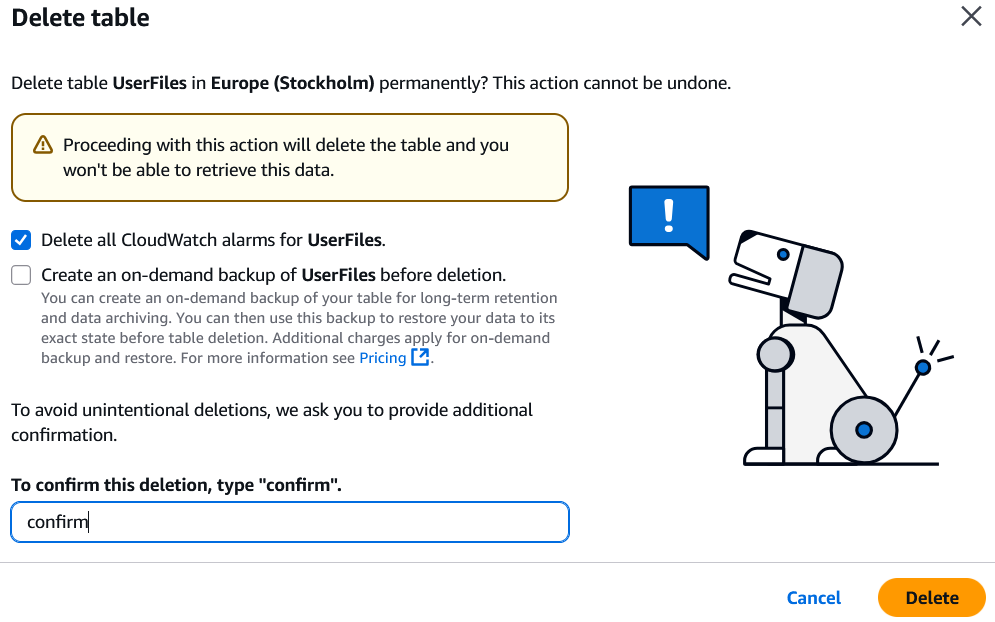 Delete table
Delete table UserFiles in Europe (Stockholm) permanently? This action cannot be undone.
Proceeding with this action will delete the table and you
won't be able to retrieve this data.
Delete all CloudWatch alarms for UserFiles.
Create an on-demand backup of UserFiles before deletion.
You can create an on-demand backup of your table for long-term retention
and data archiving. You can then use this backup to restore your data to its
exact state before table deletion. Additional charges apply for on-demand
backup and restore. For more information see Pricing.
To avoid unintentional deletions, we ask you to provide additional
confirmation.
To confirm this deletion, type "confirm".
confirm
Cancel
Delete